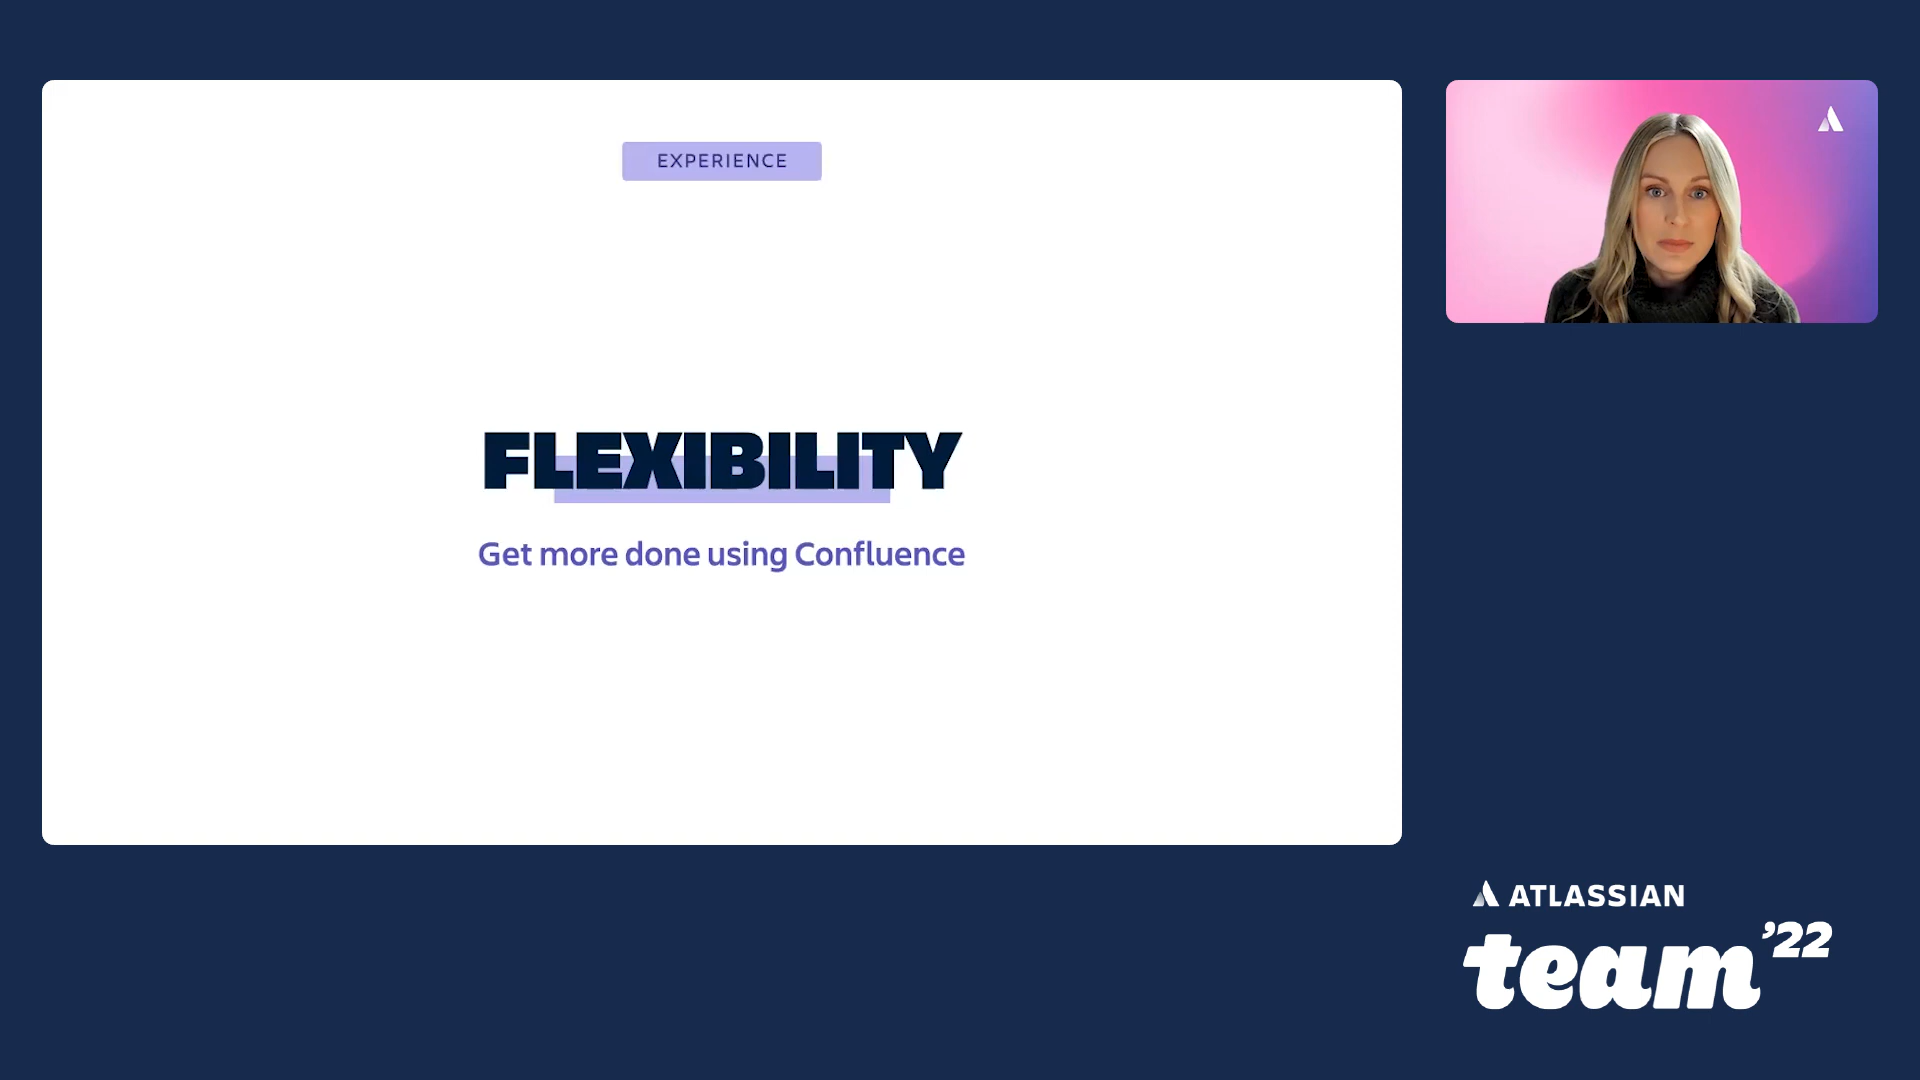 EXPERIENCE
FLEXIBILITY
Get more done using Confluence
ATLASSIAN
team '22